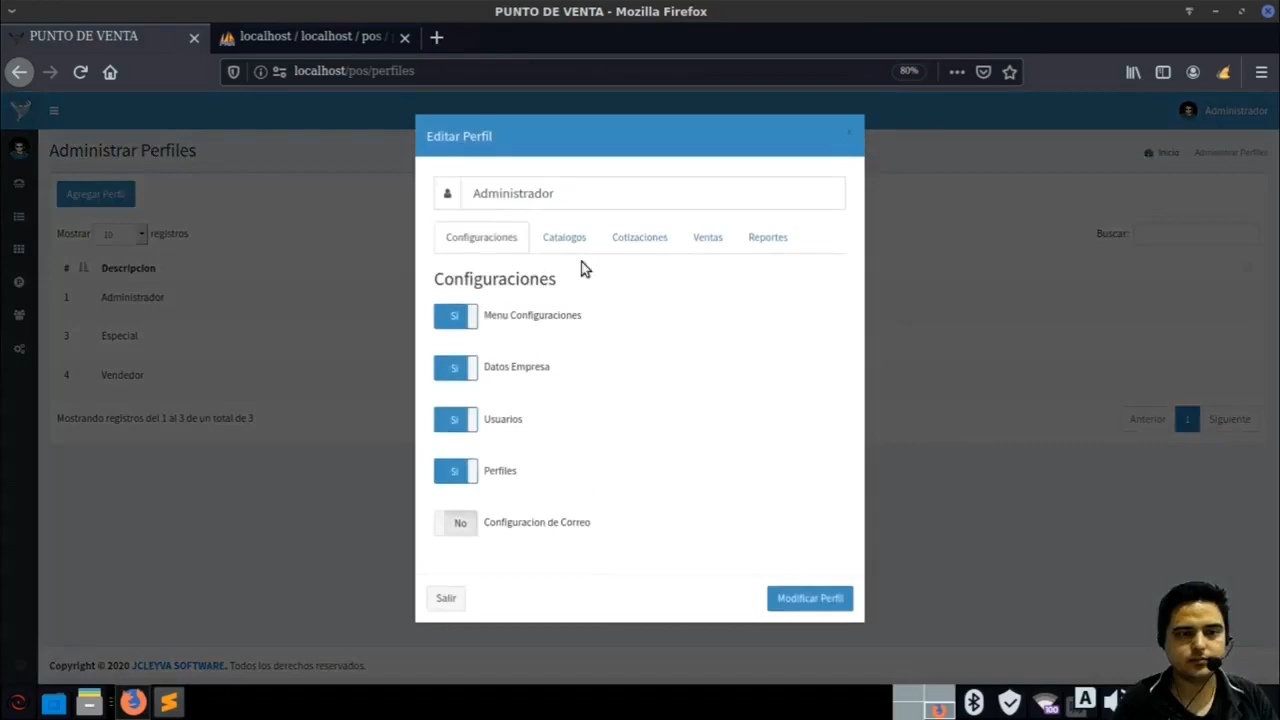 PUNTO DE VENTA - Mozilla Firefox
PUNTO DE VENTA
localhost / localhost / pos /
localhost/pos/perfiles
80%
Administrador
Editar Perfil
Administrar Perfiles
Inicio
Administrar Perfiles
Agregar Perfil
Administrador
Mostrar 10 registros
Buscar:
Configuraciones
Catalogos
Cotizaciones
Ventas
Reportes
# Descripcion
Configuraciones
1 Administrador
Si Menu Configuraciones
3 Especial
Si Datos Empresa
4 Vendedor
Mostrando registros del 1 al 3 de un total de 3
Si Usuarios
Anterior 1 Siguiente
Si Perfiles
No Configuracion de Correo
Salir
Modificar Perfil
Copyright © 2020 JCLEYVA SOFTWARE. Todos los derechos reservados.
100
A